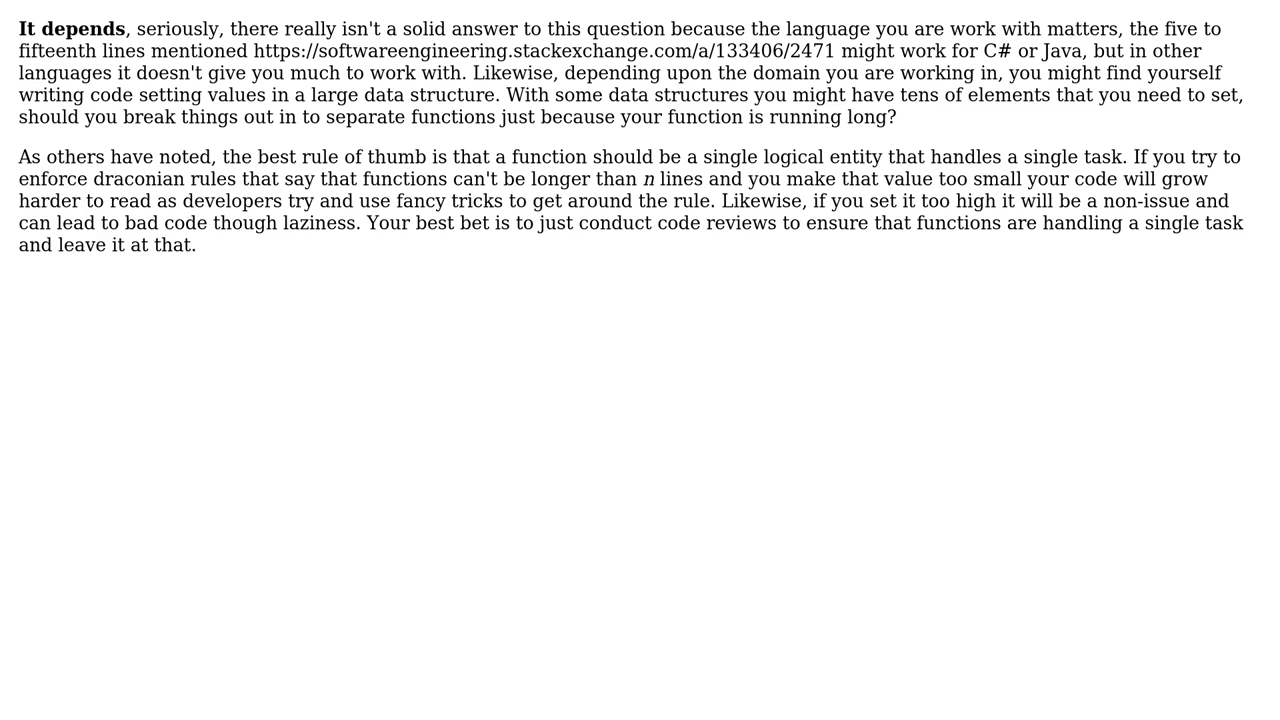 It depends, seriously, there really isn't a solid answer to this question because the language you are work with matters, the five to
fifteenth lines mentioned https://softwareengineering.stackexchange.com/a/133406/2471 might work for C# or Java, but in other
languages it doesn't give you much to work with. Likewise, depending upon the domain you are working in, you might find yourself
writing code setting values in a large data structure. With some data structures you might have tens of elements that you need to set,
should you break things out in to separate functions just because your function is running long?
As others have noted, the best rule of thumb is that a function should be a single logical entity that handles a single task. If you try to
enforce draconian rules that say that functions can't be longer than n lines and you make that value too small your code will grow
harder to read as developers try and use fancy tricks to get around the rule. Likewise, if you set it too high it will be a non-issue and
can lead to bad code though laziness. Your best bet is to just conduct code reviews to ensure that functions are handling a single task
and leave it at that.